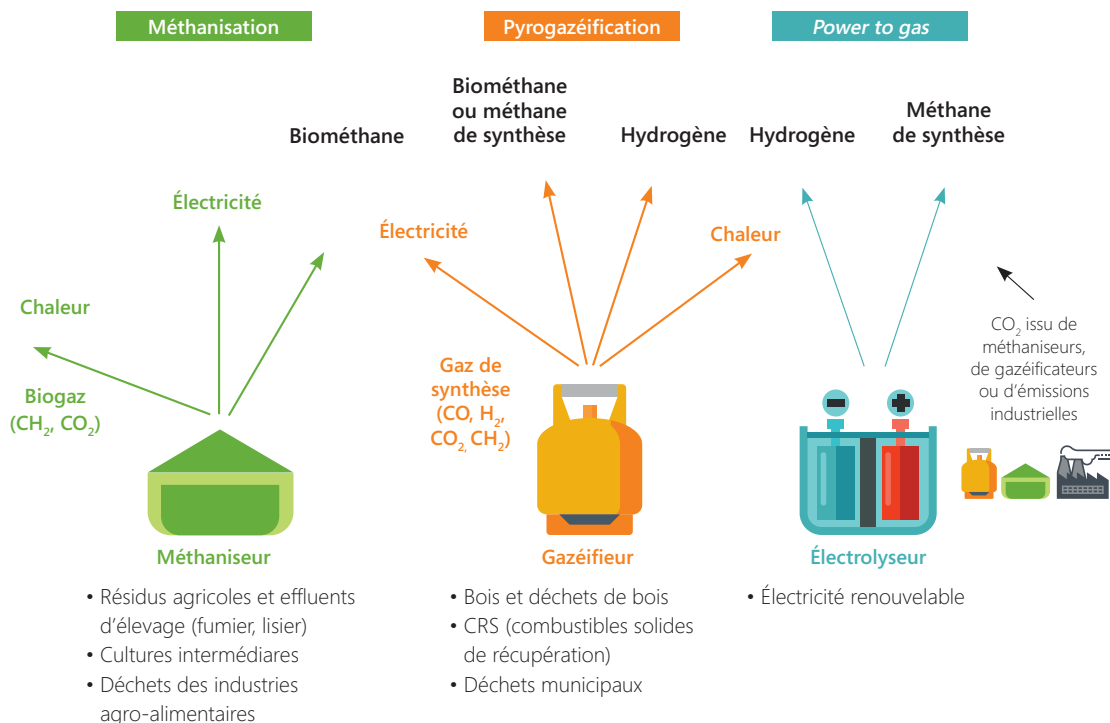 Méthanisation
Pyrogazéification
Power to gas
Biométhane
Biométhane
ou méthane
de synthèse
Hydrogène
Hydrogène
Méthane
de synthèse
Électricité
Chaleur
Électricité
Chaleur
Biogaz
(CH2, CO2)
Gaz de
synthèse
(CO, H2,
CO2, CH2)
CO2 issu de
méthaniseurs,
de gazéificateurs
ou d’émissions
industrielles
Méthaniseur
Gazéifieur
Électrolyseur
• Résidus agricoles et effluents
d’élevage (fumier, lisier)
• Cultures intermédiares
• Déchets des industries
agro-alimentaires
• Bois et déchets de bois
• CRS (combustibles solides
de récupération)
• Déchets municipaux
• Électricité renouvelable